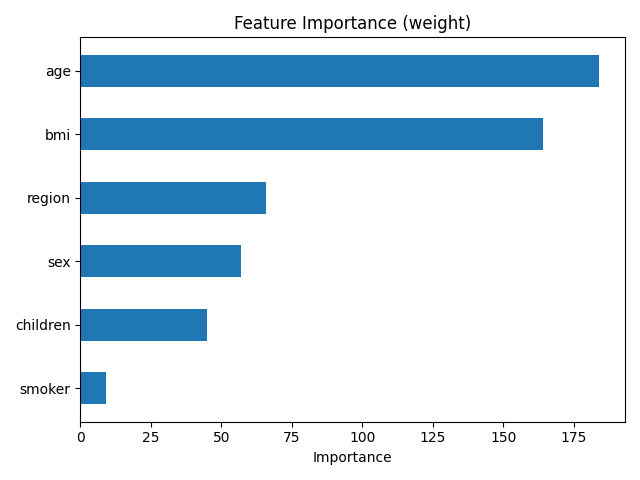 Feature Importance (weight)
age
bmi
region
sex
children
smoker
0 25 50 75 100 125 150 175
Importance